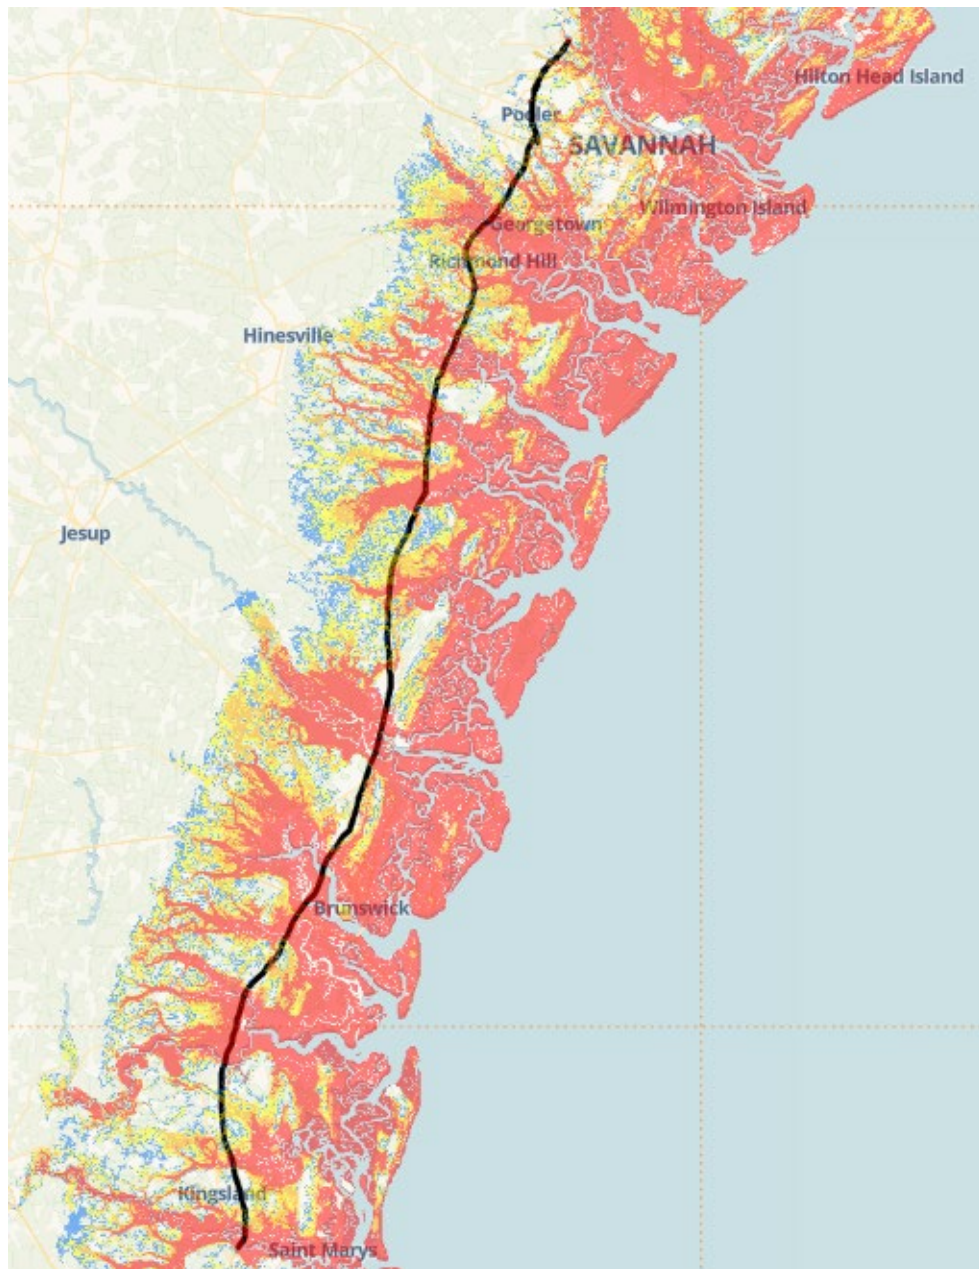 Hilton Head Island
Pooler
SAVANNAH
Wilmington Island
Georgetown
Richmond Hill
Hinesville
Jesup
Brunswick
Kingsland
Saint Marys